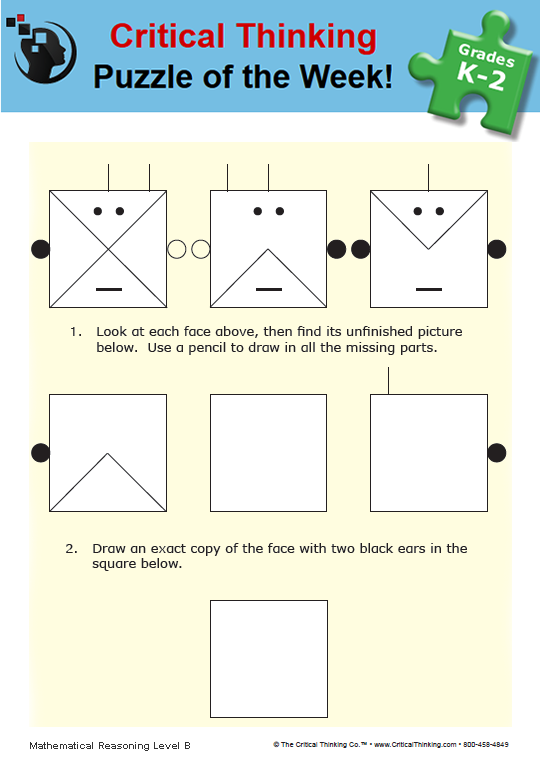 Critical Thinking
Puzzle of the Week!
Grades
K-2
1. Look at each face above, then find its unfinished picture
below. Use a pencil to draw in all the missing parts.
2. Draw an exact copy of the face with two black ears in the
square below.
Mathematical Reasoning Level B
© The Critical Thinking Co.™ • www.CriticalThinking.com • 800-458-4849